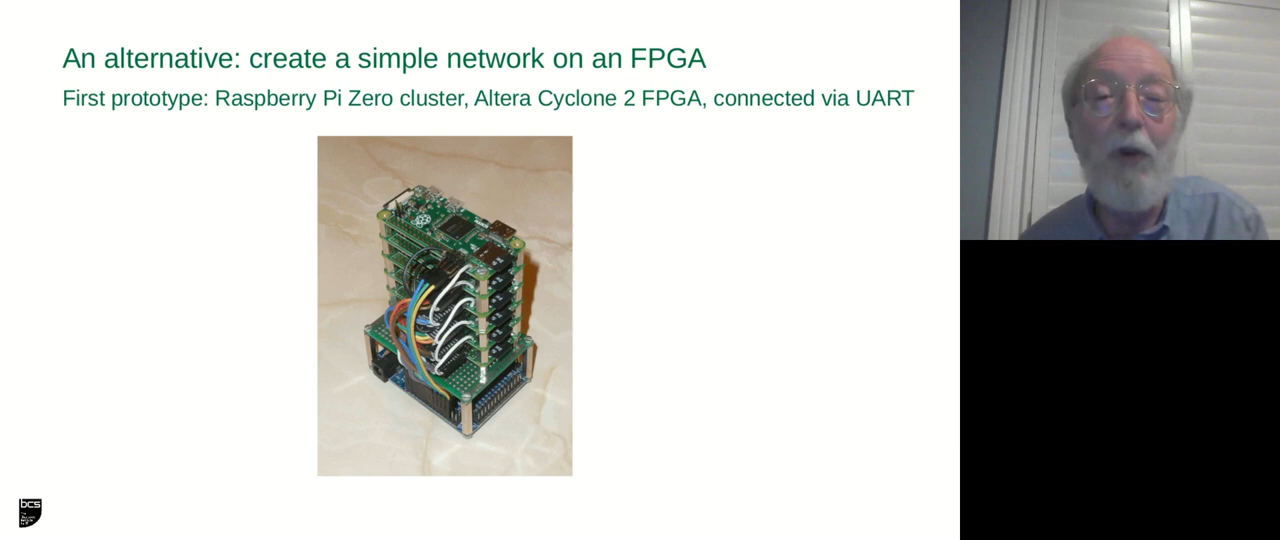 An alternative: create a simple network on an FPGA
First prototype: Raspberry Pi Zero cluster, Altera Cyclone 2 FPGA, connected via UART
bcs